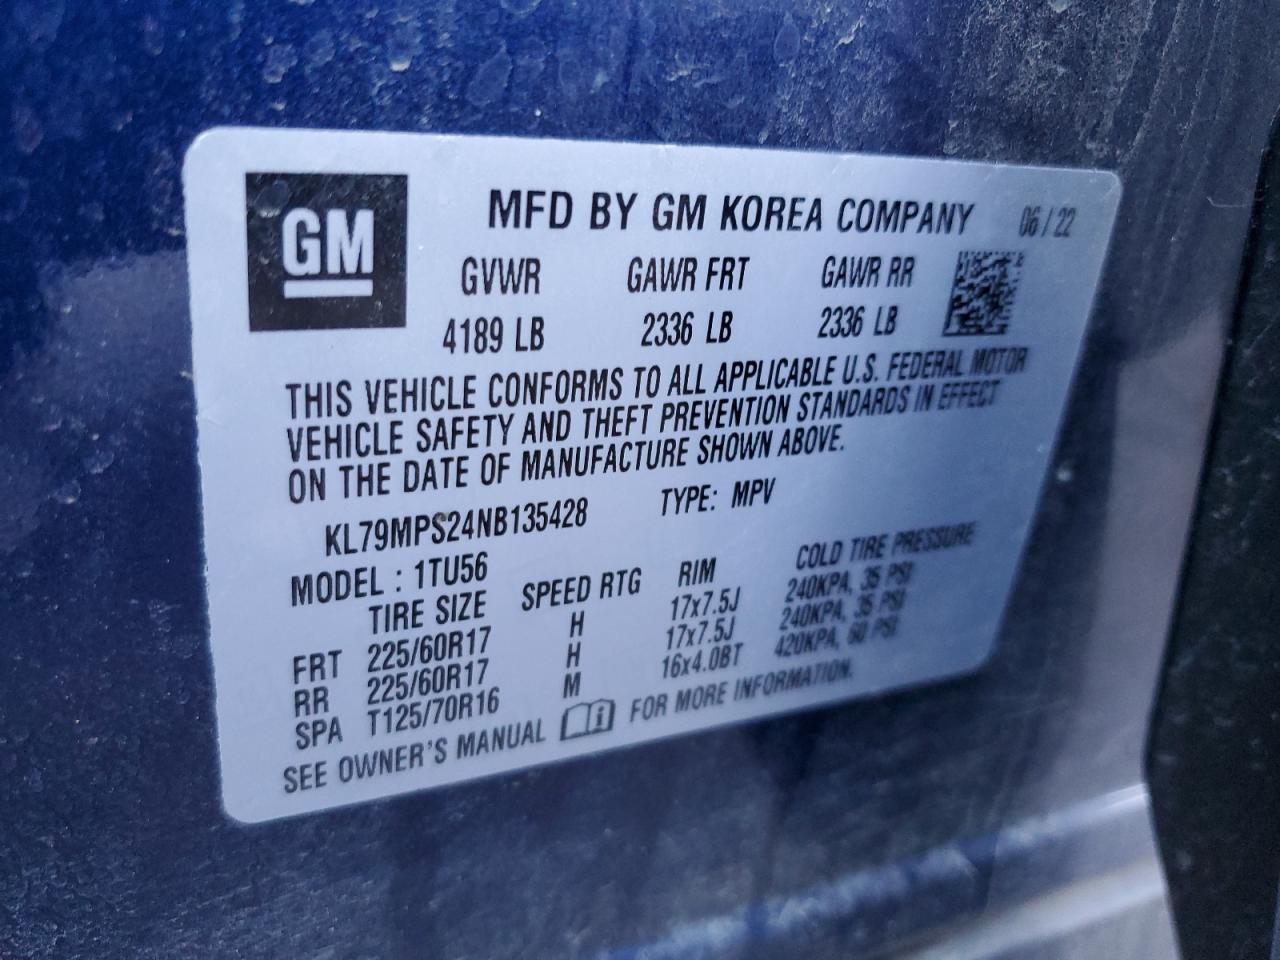 GM
MFD BY GM KOREA COMPANY 06/22
GVWR GAWR FRT GAWR RR
4189 LB 2336 LB 2336 LB
THIS VEHICLE CONFORMS TO ALL APPLICABLE U.S. FEDERAL MOTOR
VEHICLE SAFETY AND THEFT PREVENTION STANDARDS IN EFFECT
ON THE DATE OF MANUFACTURE SHOWN ABOVE.
KL79MPS24NB135428 TYPE: MPV
MODEL : 1TU56
TIRE SIZE SPEED RTG RIM COLD TIRE PRESSURE
FRT 225/60R17 H 17x7.5J 240KPA, 35 PSI
RR 225/60R17 H 17x7.5J 240KPA, 35 PSI
SPA T125/70R16 M 16x4.0BT 420KPA, 60 PSI
SEE OWNER'S MANUAL i FOR MORE INFORMATION.